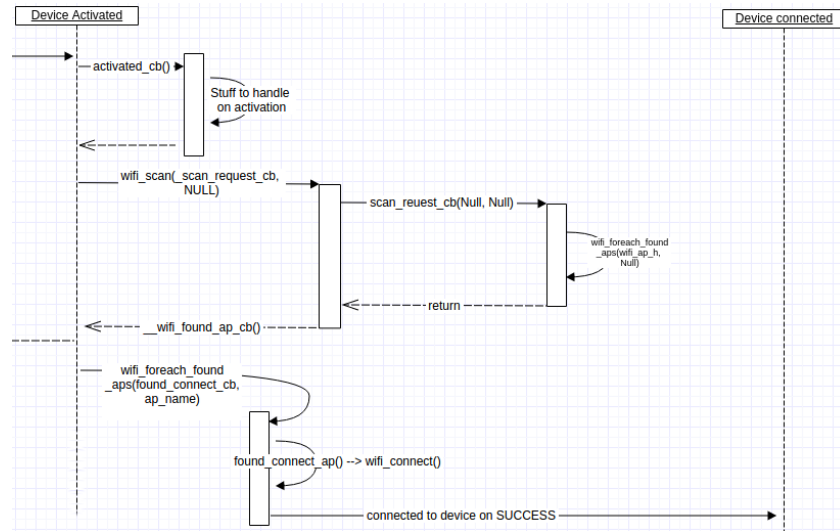 Device Activated
Device connected
activated_cb()
Stuff to handle
on activation
wifi_scan(_scan_request_cb,
NULL)
scan_reuest_cb(Null, Null)
wifi_foreach_found
_aps(wifi_ap_h,
Null)
return
__wifi_found_ap_cb()
wifi_foreach_found
_aps(found_connect_cb,
ap_name)
found_connect_ap() --> wifi_connect()
connected to device on SUCCESS